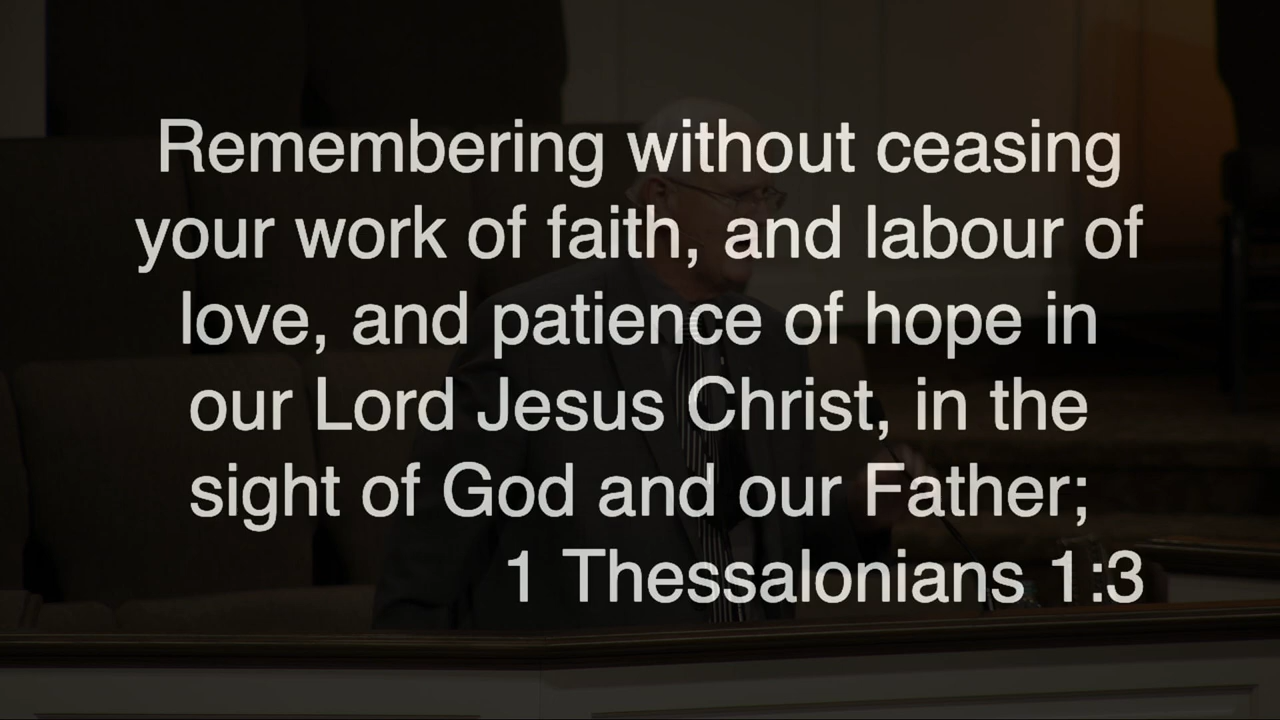 Remembering without ceasing
your work of faith, and labour of
love, and patience of hope in
our Lord Jesus Christ, in the
sight of God and our Father;
1 Thessalonians 1:3